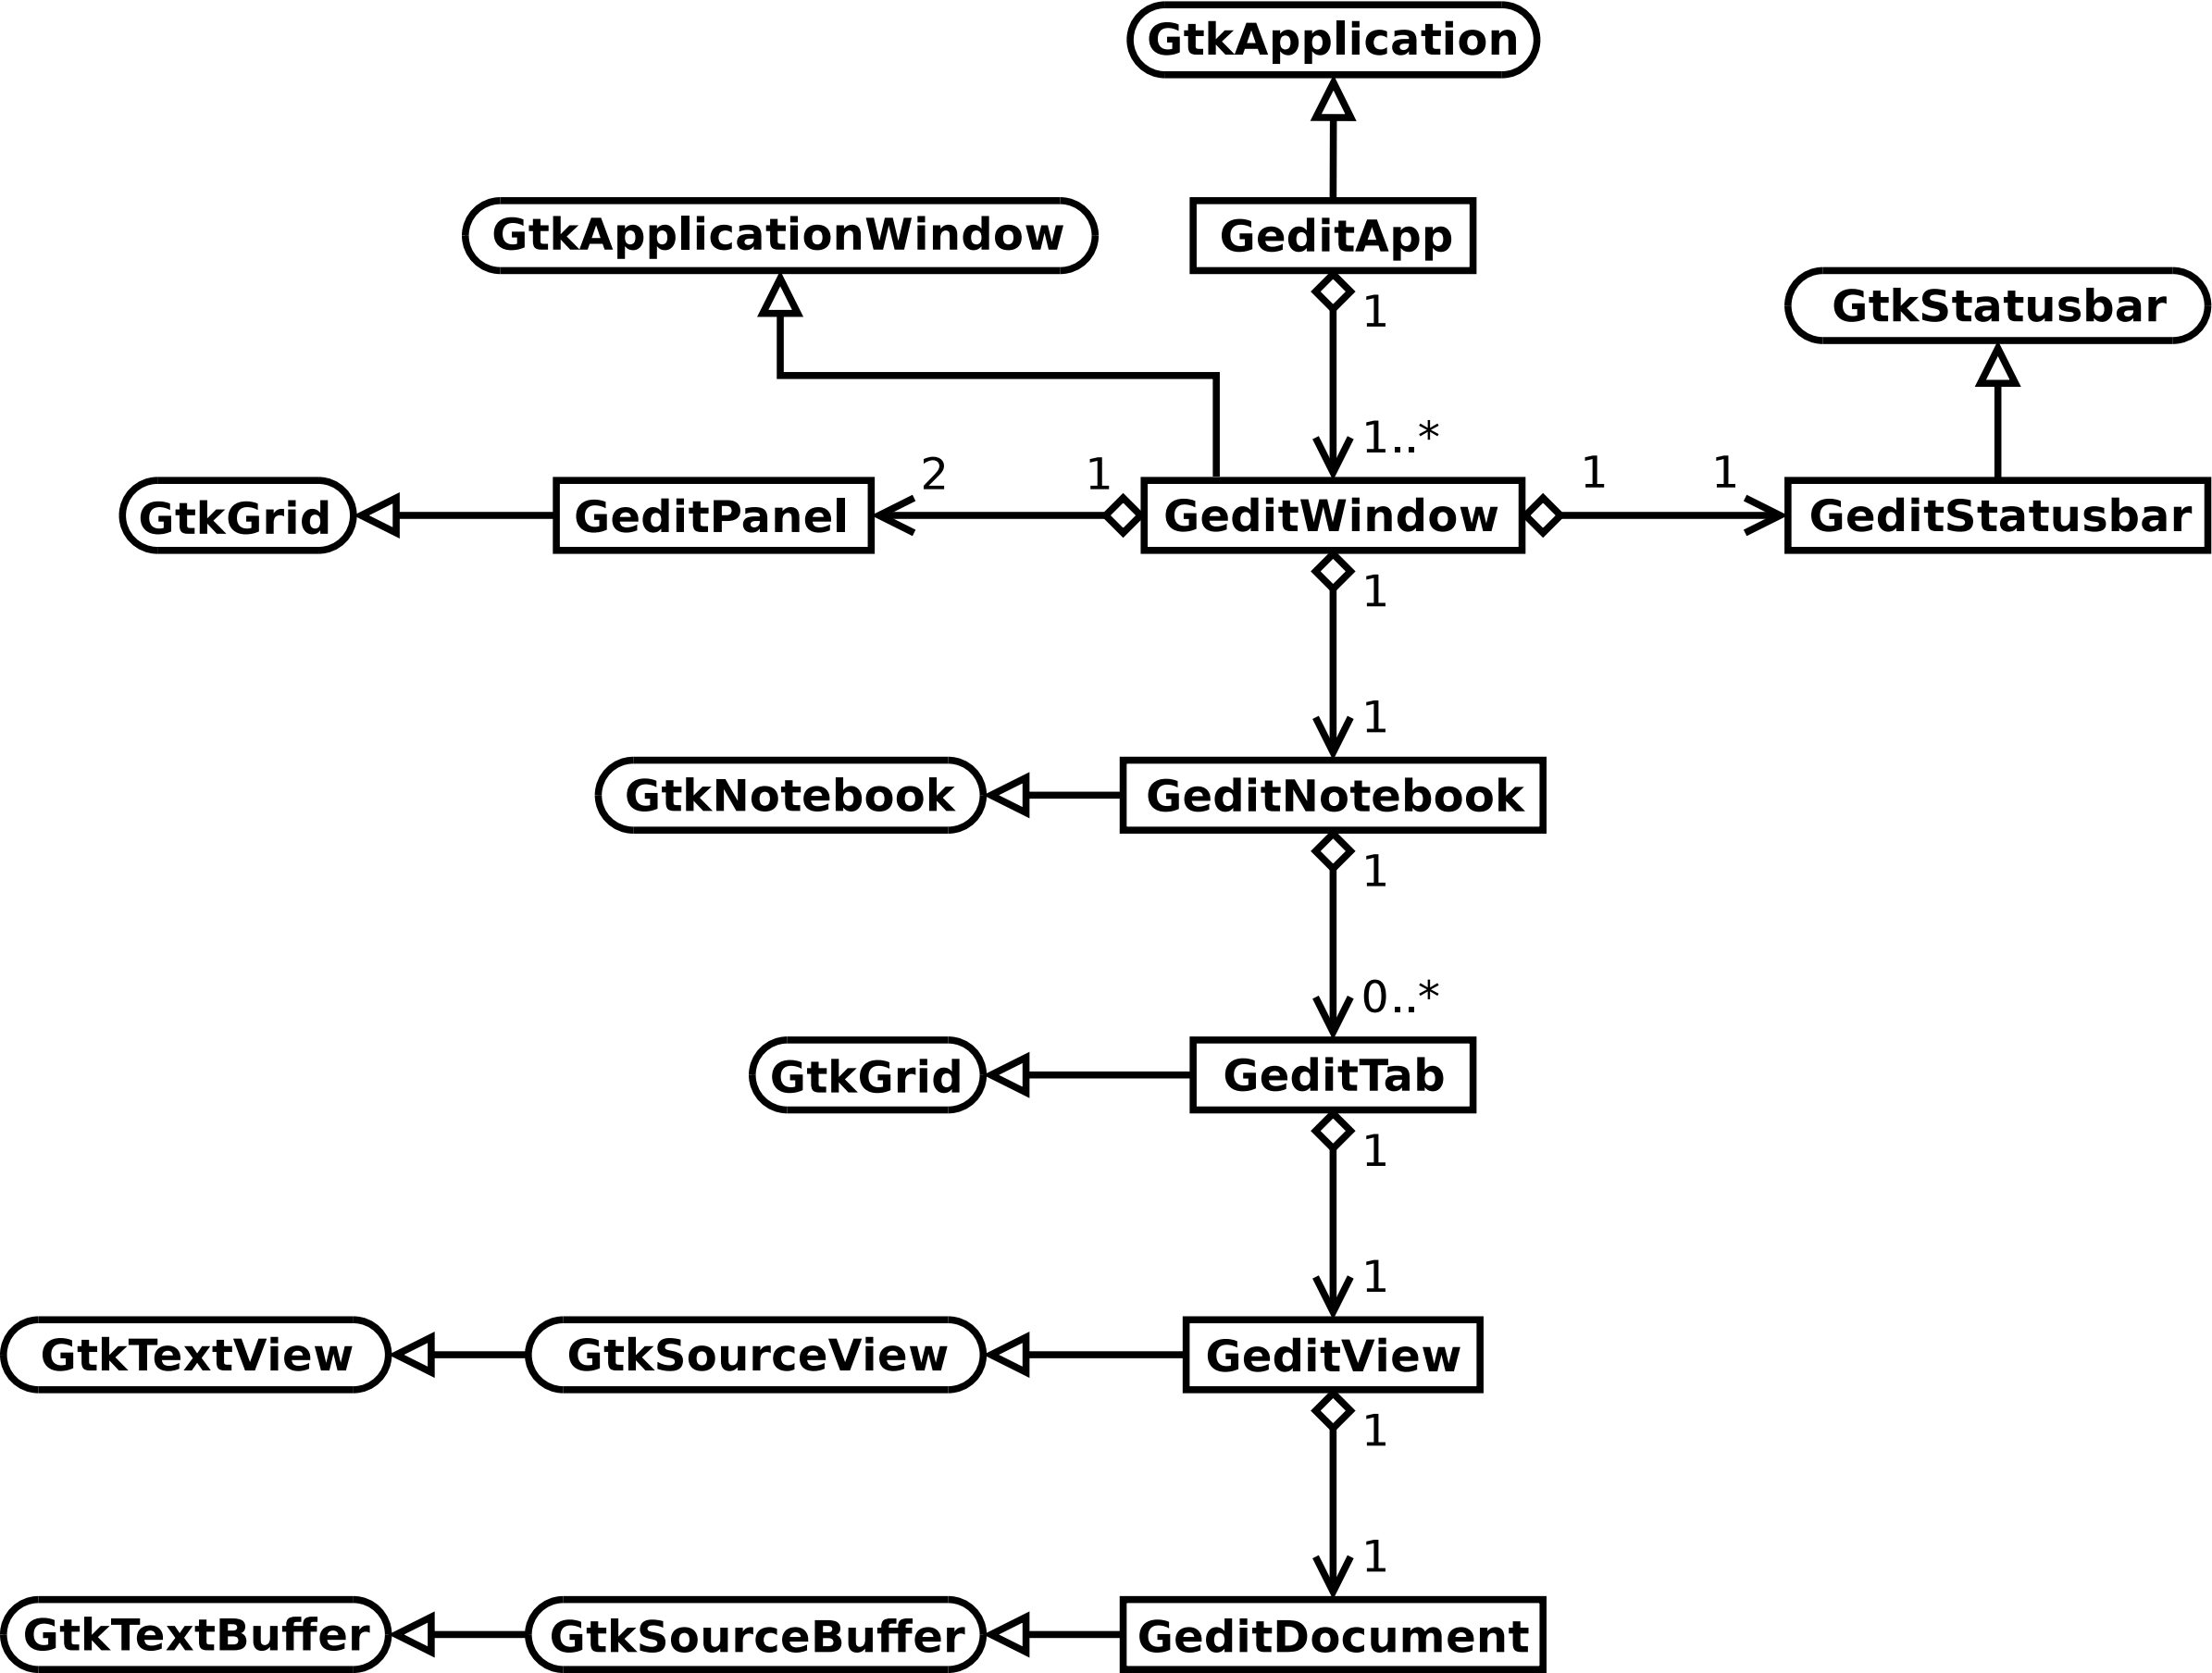 GtkApplication
GtkApplicationWindow
GeditApp
1
GtkStatusbar
1..*
2
1
1
1
GtkGrid
GeditPanel
GeditWindow
GeditStatusbar
1
1
GtkNotebook
GeditNotebook
1
0..*
GtkGrid
GeditTab
1
1
GtkTextView
GtkSourceView
GeditView
1
1
GtkTextBuffer
GtkSourceBuffer
GeditDocument